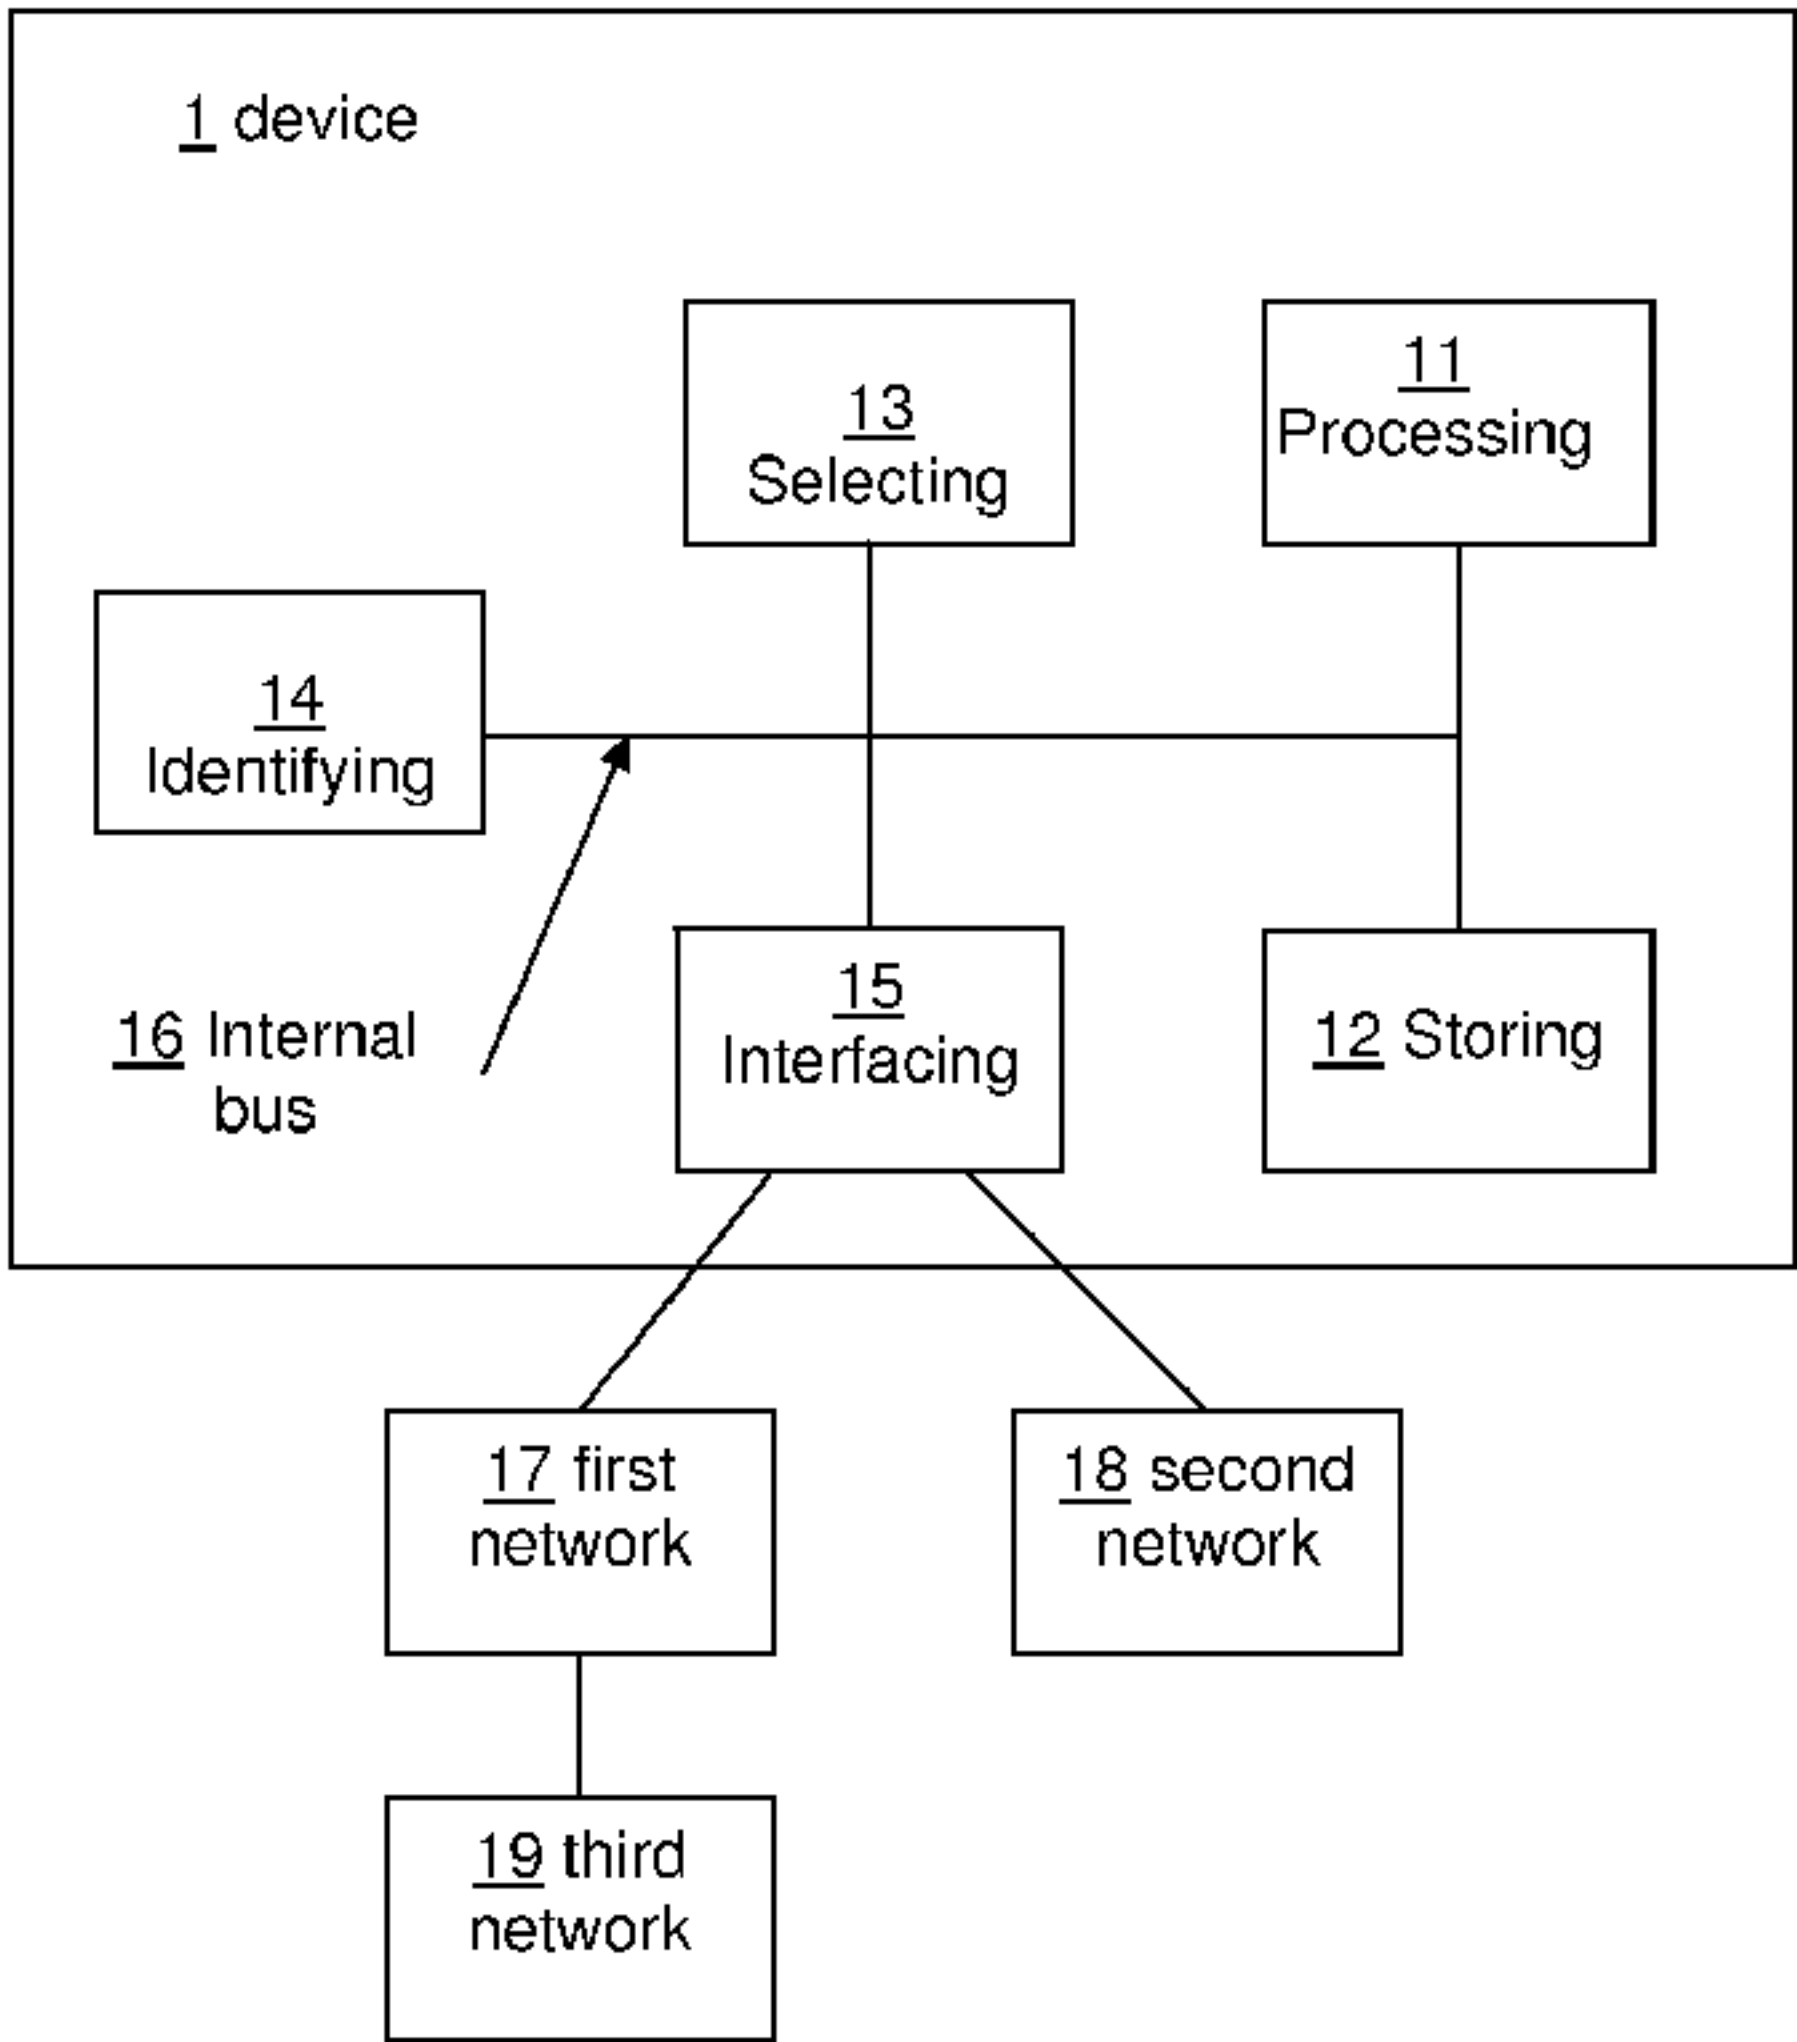 1 device
13
Selecting
11
Processing
14
Identifying
16 Internal
bus
15
Interfacing
12 Storing
17 first
network
18 second
network
19 third
network